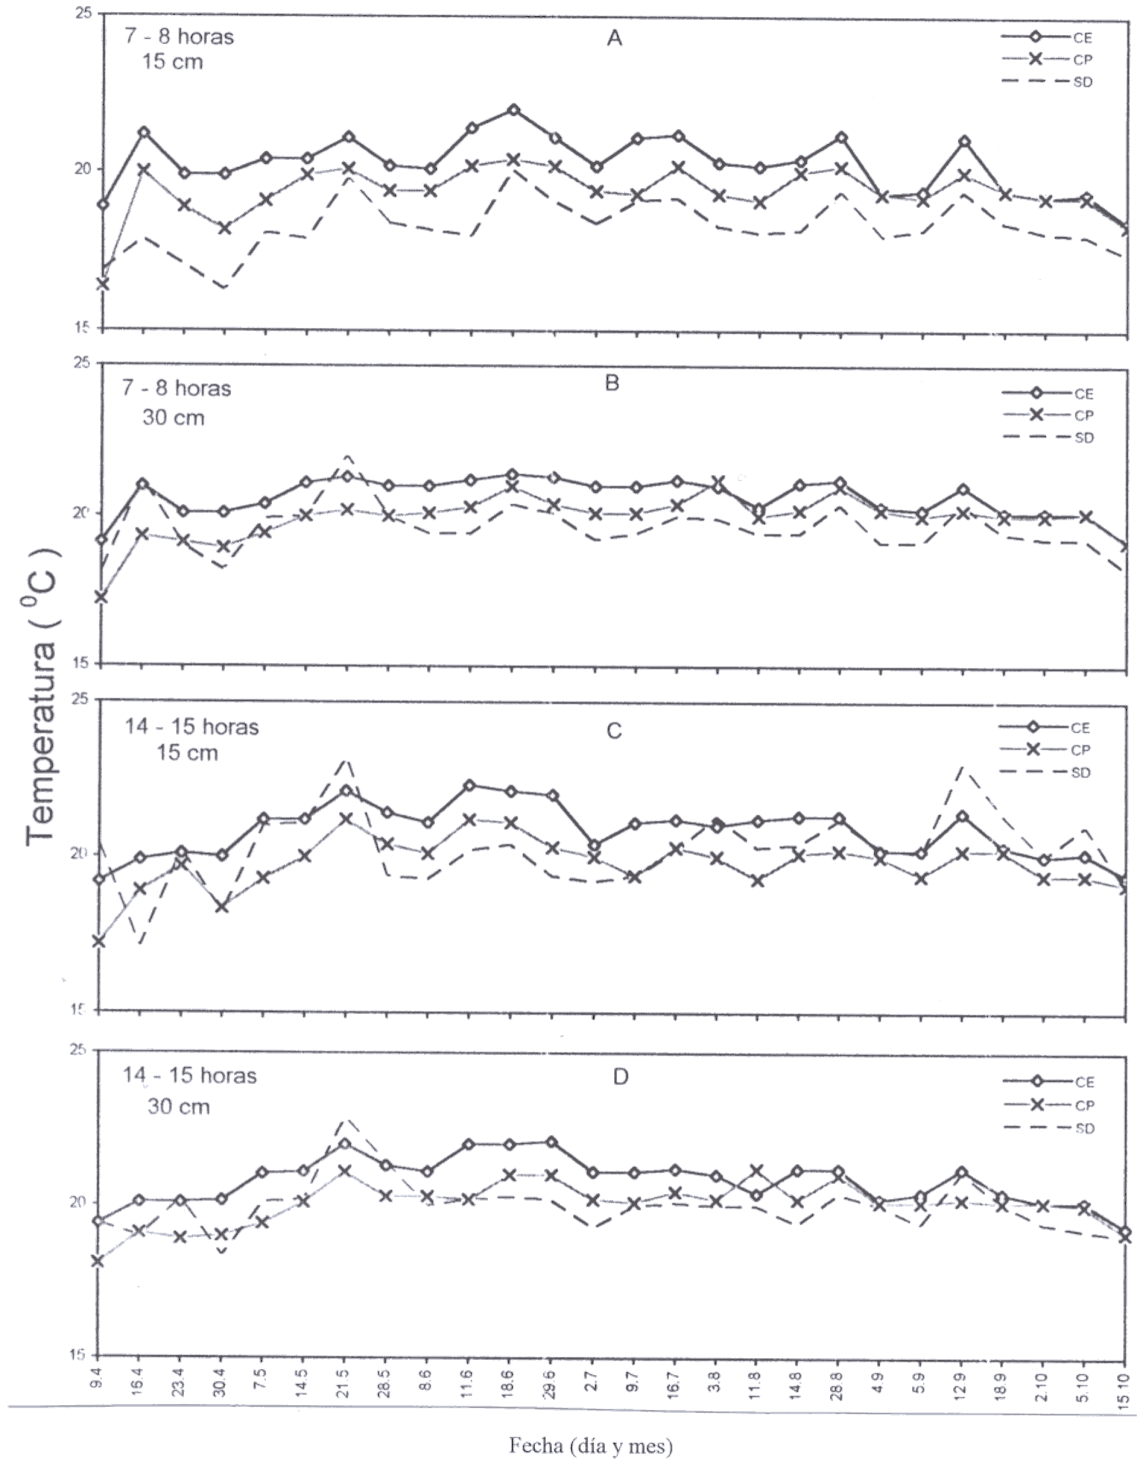 25
7 - 8 horas
15 cm
A
CE
CP
SD
20
15
25
7 - 8 horas
30 cm
B
CE
CP
SD
20
15
Temperatura ( ⁰C )
25
14 - 15 horas
15 cm
C
CE
CP
SD
20
15
25
14 - 15 horas
30 cm
D
CE
CP
SD
20
15
9.4 16.4 23.4 30.4 7.5 14.5 21.5 28.5 8.6 11.6 18.6 29.6 2.7 9.7 16.7 3.8 11.8 14.8 28.8 4.9 5.9 12.9 18.9 2.10 5.10 15.10
Fecha (día y mes)